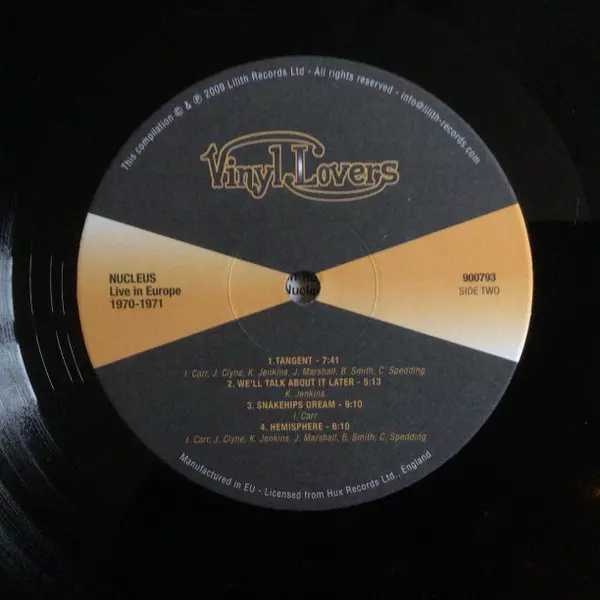 This compilation © & ℗ 2009 Lilith Records Ltd - All rights reserved - info@lilith-records.com
Vinyl Lovers
NUCLEUS
Live in Europe
1970-1971
900793
SIDE TWO
1.TANGENT - 7:41
I. Carr, J. Clyne, K. Jenkins, J. Marshall, B. Smith, C. Spedding
2. WE'LL TALK ABOUT IT LATER - 5:13
K. Jenkins
3. SNAKEHIPS DREAM - 9:10
I. Carr
4. HEMISPHERE - 6:10
I. Carr, J. Clyne, K. Jenkins, J. Marshall, B. Smith, C. Spedding
Manufactured in EU - Licensed from Hux Records Ltd., England